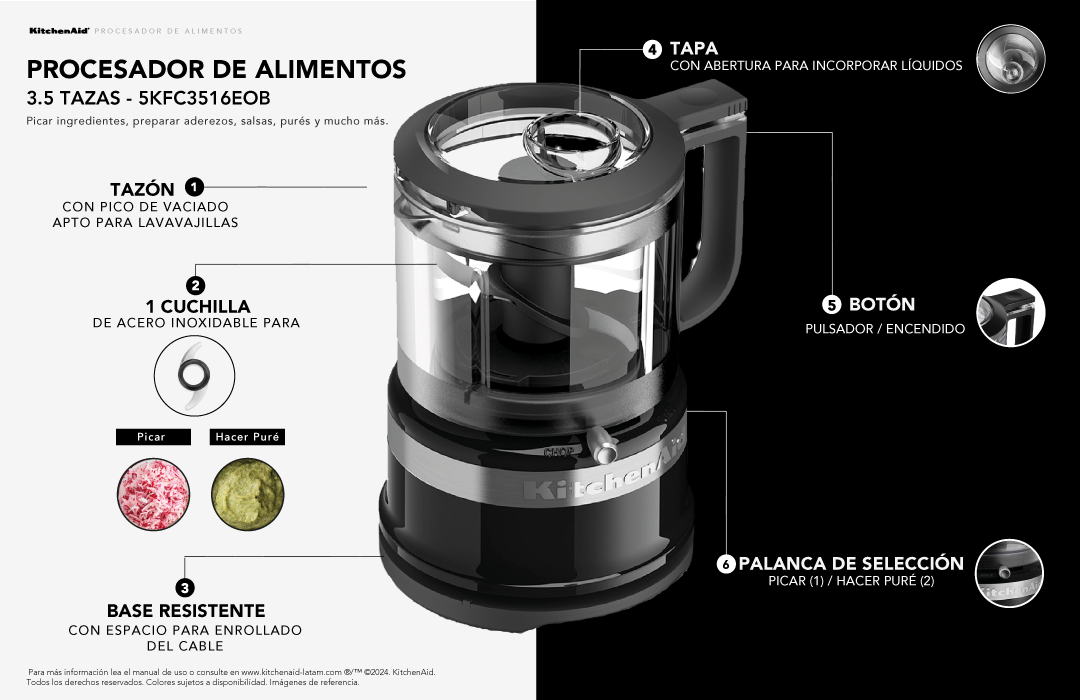 KitchenAid® PROCESADOR DE ALIMENTOS
PROCESADOR DE ALIMENTOS
3.5 TAZAS - 5KFC3516EOB
Picar ingredientes, preparar aderezos, salsas, purés y mucho más.
TAZÓN 1
CON PICO DE VACIADO
APTO PARA LAVAVAJILLAS
2
1 CUCHILLA
DE ACERO INOXIDABLE PARA
Picar
Hacer Puré
3
BASE RESISTENTE
CON ESPACIO PARA ENROLLADO
DEL CABLE
4 TAPA
CON ABERTURA PARA INCORPORAR LÍQUIDOS
5 BOTÓN
PULSADOR / ENCENDIDO
6 PALANCA DE SELECCIÓN
PICAR (1) / HACER PURÉ (2)
CHOP
KitchenAid
Para más información lea el manual de uso o consulte en www.kitchenaid-latam.com ®/™ ©2024. KitchenAid.
Todos los derechos reservados. Colores sujetos a disponibilidad. Imágenes de referencia.